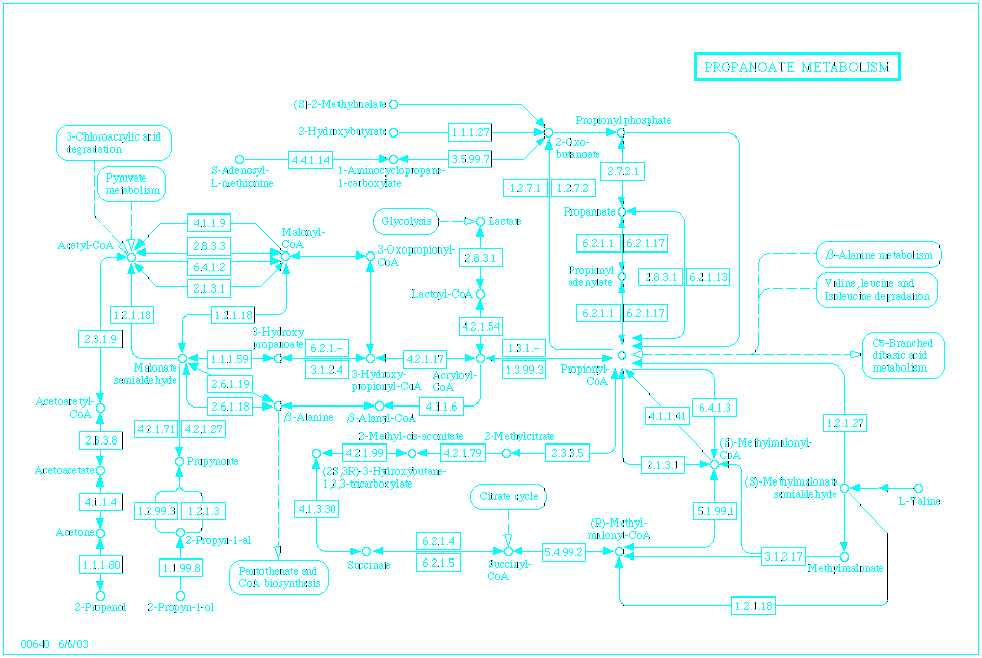 PROPANOATE METABOLISM
(S)-2-Methylmalate
2-Hydroxybutyrate
1.1.1.27
Propionyl phosphate
2-Oxo-
butanoate
3-Chloroacrylic acid
degradation
Pyruvate
metabolism
S-Adenosyl-
L-methionine
4.4.1.14
1-Aminocyclopropane-
1-carboxylate
3.5.99.7
2.7.2.1
1.2.7.1
1.2.7.2
Propanoate
Glycolysis
Lactate
4.1.1.9
2.8.3.3
6.4.1.2
2.1.3.1
Acetyl-CoA
Malonyl-
CoA
3-Oxopropionyl-
CoA
2.8.3.1
6.2.1.1
6.2.1.17
Propionyl
adenylate
2.8.3.1
6.2.1.13
β-Alanine metabolism
Valine, leucine and
isoleucine degradation
Lactoyl-CoA
6.2.1.1
6.2.1.17
1.2.1.18
1.2.1.18
4.2.1.54
2.3.1.9
3-Hydroxy
propanoate
6.2.1.-
3.1.2.4
1.1.1.59
4.2.1.17
1.3.1.-
1.3.99.3
C5-Branched
dibasic acid
metabolism
Malonate
semialdehyde
3-Hydroxy-
propionyl-CoA
Acryloyl-
CoA
Propionyl-
CoA
2.6.1.19
2.6.1.18
β-Alanine
β-Alanyl-CoA
4.3.1.6
Acetoacetyl-
CoA
4.2.1.71
4.2.1.27
4.1.1.41
6.4.1.3
1.2.1.27
2.8.3.8
2-Methyl-cis-aconitate
2-Methylcitrate
4.2.1.99
4.2.1.79
2.3.3.5
(S)-Methylmalonyl-
CoA
2.1.3.1
Acetoacetate
Propynoate
(2S,3R)-3-Hydroxybutane-
1,2,3-tricarboxylate
(S)-Methylmalonate
semialdehyde
L-Valine
4.1.1.4
1.2.99.3
1.2.1.3
4.1.3.30
Citrate cycle
5.1.99.1
Acetone
2-Propyn-1-al
(R)-Methyl-
malonyl-CoA
6.2.1.4
6.2.1.5
Succinate
Succinyl-
CoA
5.4.99.2
3.1.2.17
Methylmalonate
1.1.1.80
1.1.99.8
Pantothenate and
CoA biosynthesis
2-Propanol
2-Propyn-1-ol
1.2.1.18
00640 6/6/03